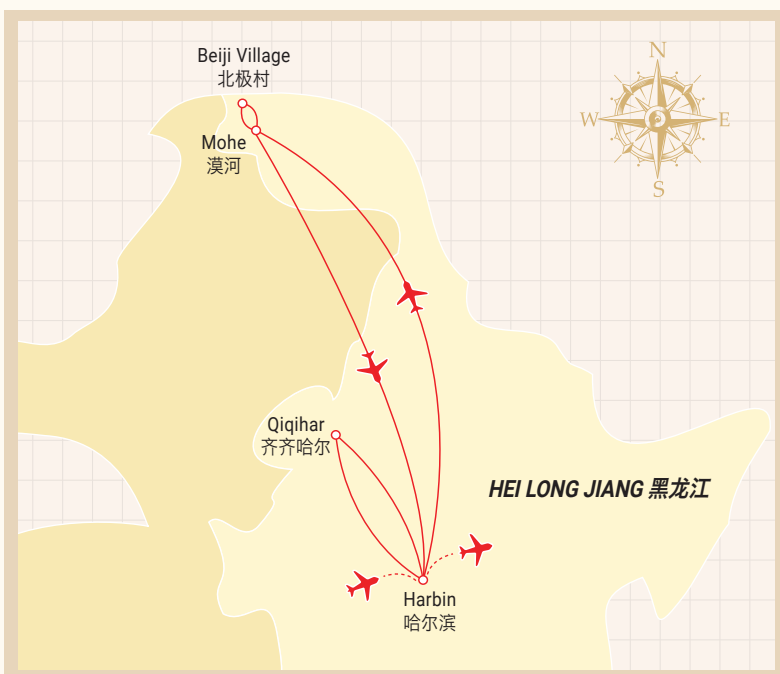 Beiji Village
北极村
N
W
E
S
Mohe
漠河
Qiqihar
齐齐哈尔
HEI LONG JIANG 黑龙江
Harbin
哈尔滨